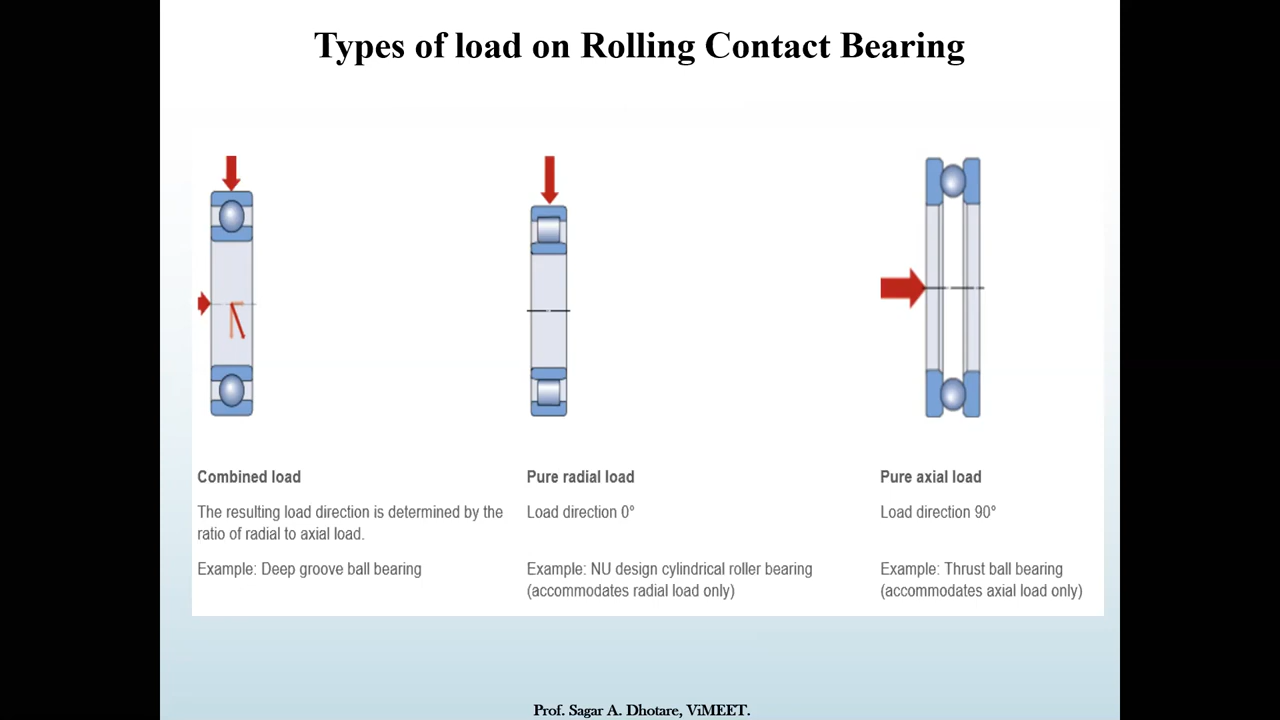 Types of load on Rolling Contact Bearing
Combined load
The resulting load direction is determined by the
ratio of radial to axial load.
Example: Deep groove ball bearing
Pure radial load
Load direction 0°
Example: NU design cylindrical roller bearing
(accommodates radial load only)
Pure axial load
Load direction 90°
Example: Thrust ball bearing
(accommodates axial load only)
Prof. Sagar A. Dhotare, ViMEET.